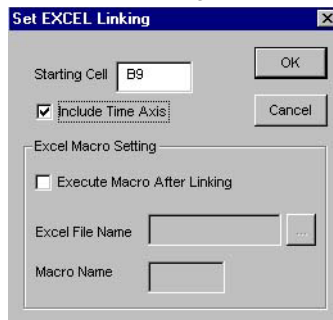 Set EXCEL Linking
Starting Cell B9
OK
Include Time Axis
Cancel
Excel Macro Setting
Execute Macro After Linking
Excel File Name
...
Macro Name